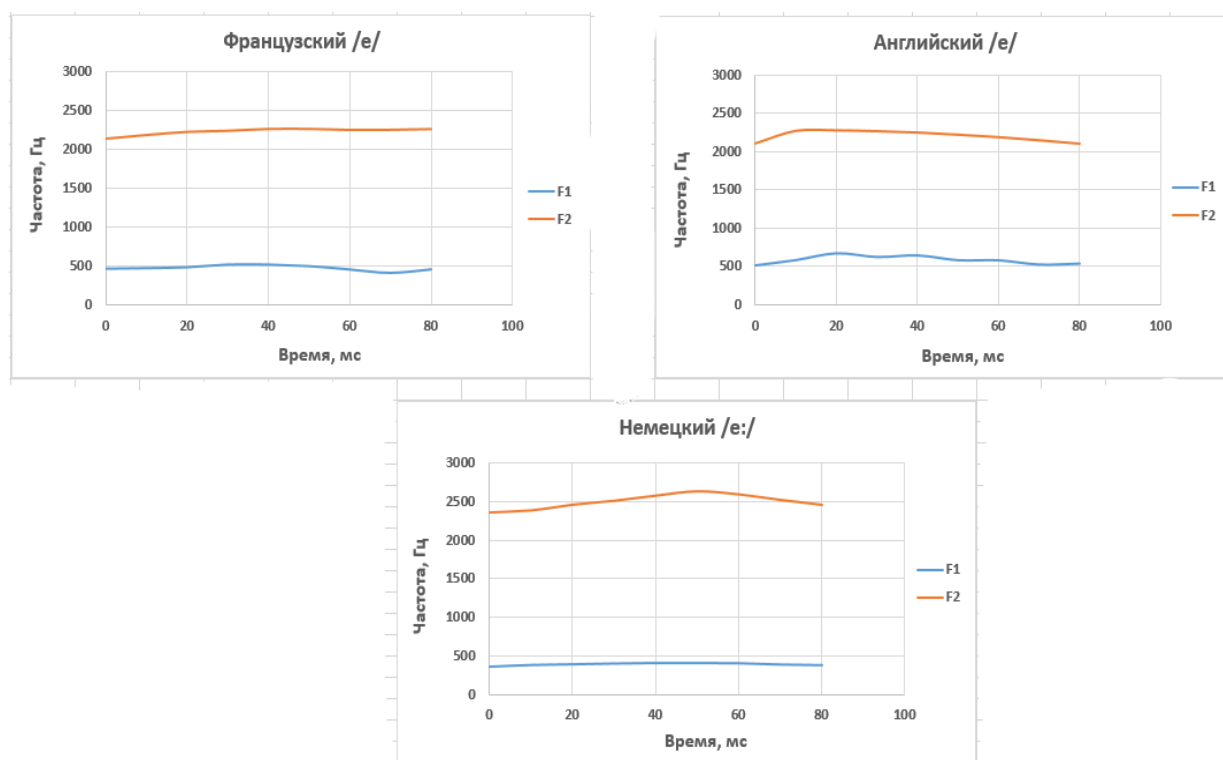 Французский /е/
3000
2500
2000
1500
1000
500
0
0 20 40 60 80 100
Частота, Гц
Время, мс
F1
F2
Английский /е/
3000
2500
2000
1500
1000
500
0
0 20 40 60 80 100
Частота, Гц
Время, мс
F1
F2
Немецкий /е:/
3000
2500
2000
1500
1000
500
0
0 20 40 60 80 100
Частота, Гц
Время, мс
F1
F2